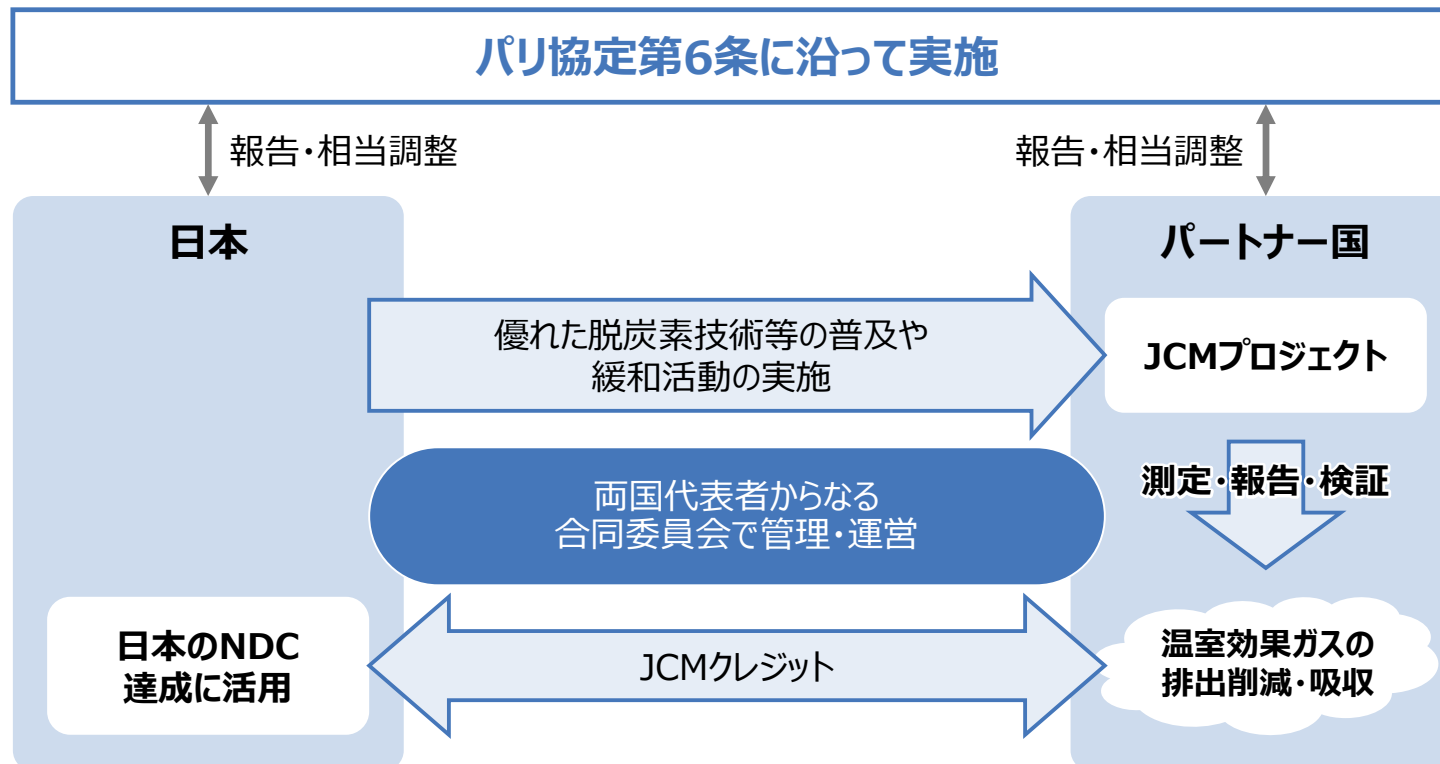 パリ協定第6条に沿って実施
報告・相当調整
報告・相当調整
日本
パートナー国
優れた脱炭素技術等の普及や
緩和活動の実施
JCMプロジェクト
両国代表者からなる
合同委員会で管理・運営
測定・報告・検証
日本のNDC
達成に活用
JCMクレジット
温室効果ガスの
排出削減・吸収